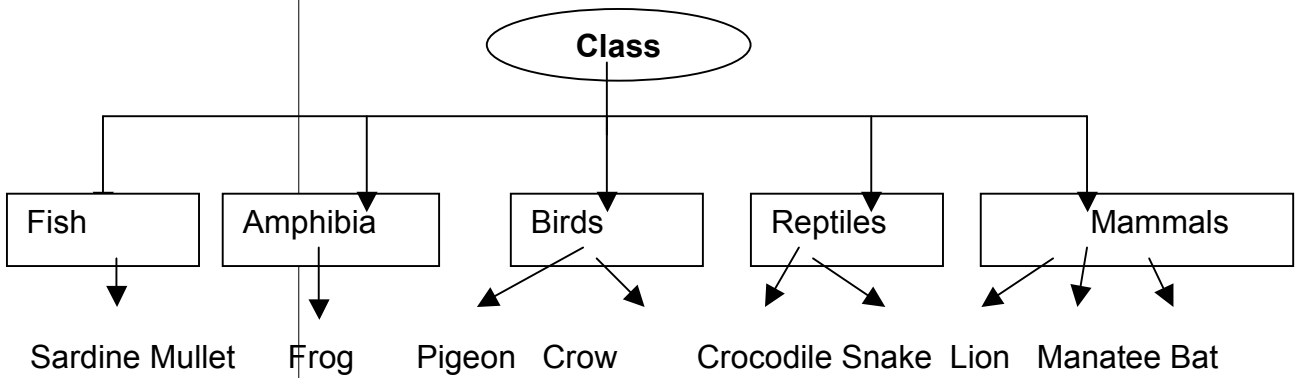 Class
Fish Amphibia Birds Reptiles Mammals
Sardine Mullet Frog Pigeon Crow Crocodile Snake Lion Manatee Bat